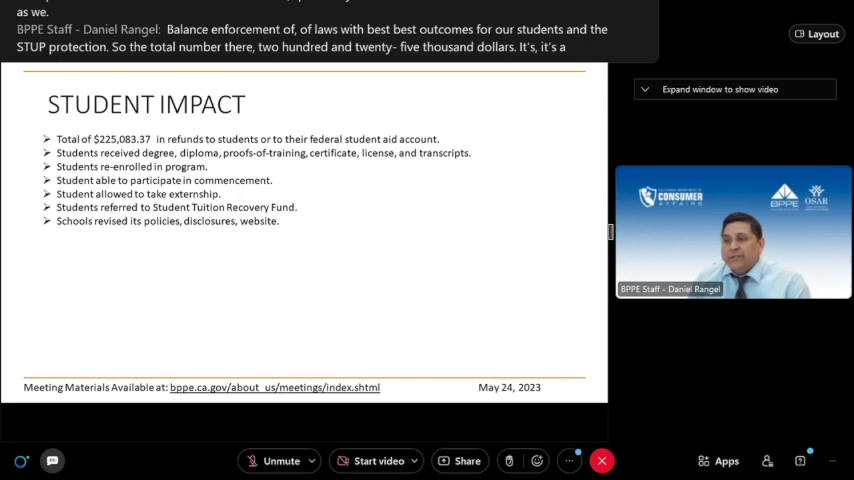 as we.
BPPE Staff - Daniel Rangel: Balance enforcement of, of laws with best best outcomes for our students and the
STUP protection. So the total number there, two hundred and twenty- five thousand dollars. It's, it's a
Layout
Expand window to show video
STUDENT IMPACT
Total of $225,083.37 in refunds to students or to their federal student aid account.
Students received degree, diploma, proofs-of-training, certificate, license, and transcripts.
Students re-enrolled in program.
Student able to participate in commencement.
Student allowed to take externship.
Students referred to Student Tuition Recovery Fund.
Schools revised its policies, disclosures, website.
CONSUMER
AFFAIRS
BPPE
OSAR
BPPE Staff - Daniel Rangel
Meeting Materials Available at: bppe.ca.gov/about_us/meetings/index.shtml
May 24, 2023
Unmute
Start video
Share
Apps